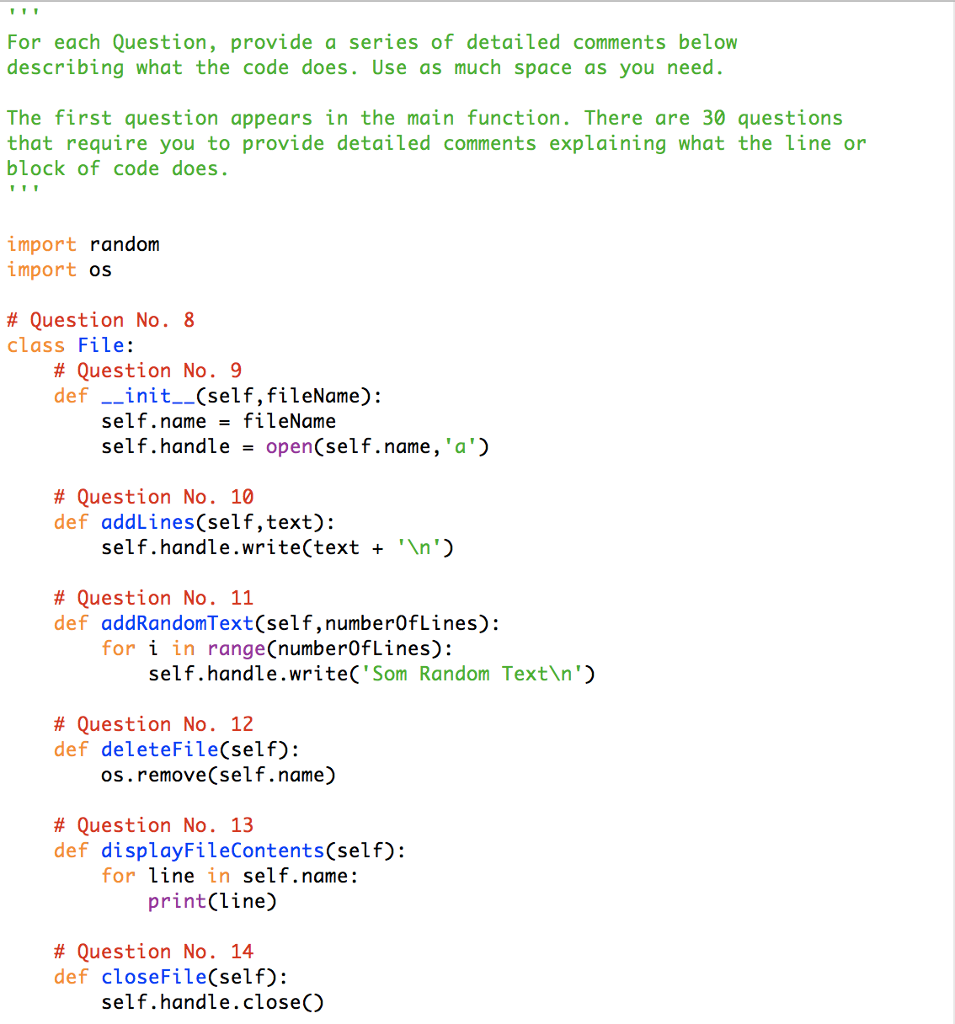 '''
For each Question, provide a series of detailed comments below
describing what the code does. Use as much space as you need.

The first question appears in the main function. There are 30 questions
that require you to provide detailed comments explaining what the line or
block of code does.
'''

import random
import os

# Question No. 8
class File:
    # Question No. 9
    def __init__(self,fileName):
        self.name = fileName
        self.handle = open(self.name,'a')

    # Question No. 10
    def addLines(self,text):
        self.handle.write(text + '\n')

    # Question No. 11
    def addRandomText(self,numberOfLines):
        for i in range(numberOfLines):
            self.handle.write('Som Random Text\n')

    # Question No. 12
    def deleteFile(self):
        os.remove(self.name)

    # Question No. 13
    def displayFileContents(self):
        for line in self.name:
            print(line)

    # Question No. 14
    def closeFile(self):
        self.handle.close()